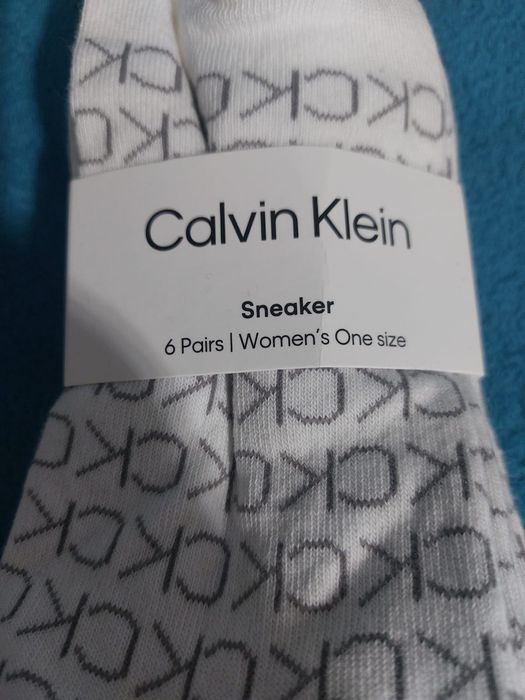 Calvin Klein
Sneaker
6 Pairs | Women's One size